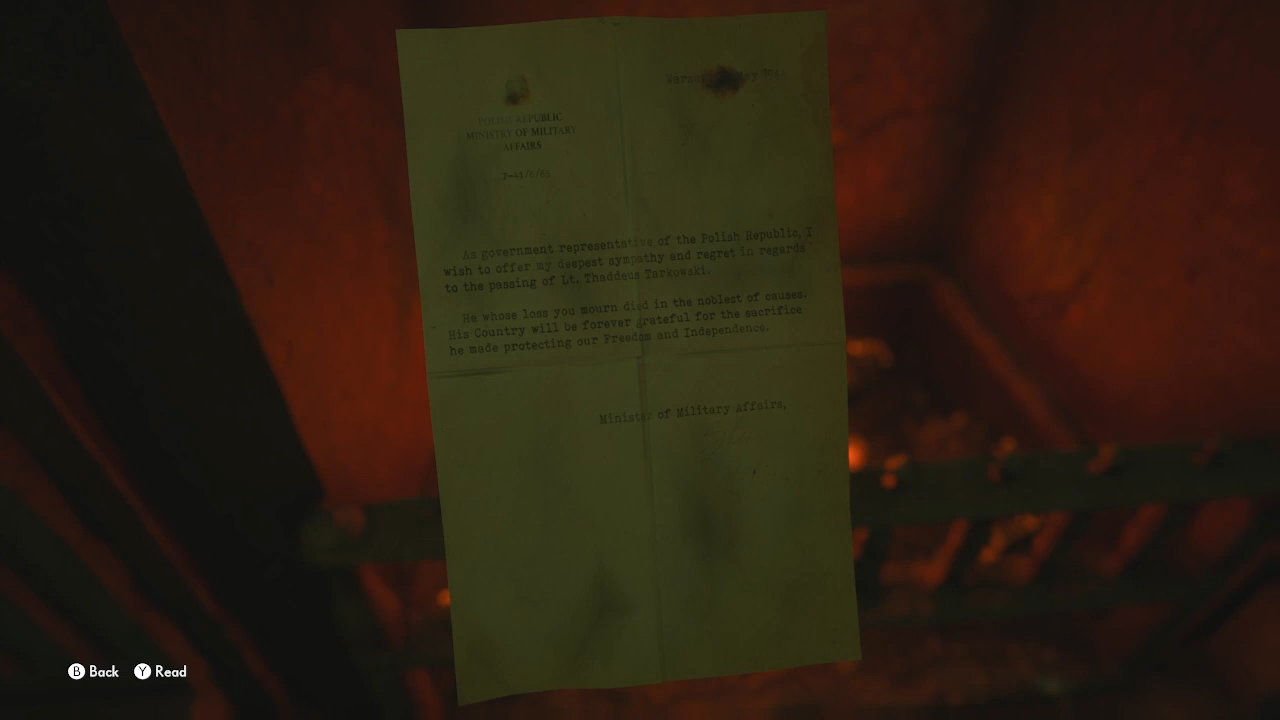 POLISH REPUBLIC
MINISTRY OF MILITARY
AFFAIRS
As government representative of the Polish Republic, I
wish to offer my deepest sympathy and regret in regards
to the passing of Lt. Thaddeus Tarkowski.
He whose loss you mourn died in the noblest of causes.
His Country will be forever grateful for the sacrifice
he made protecting our Freedom and Independence.
Minister of Military Affairs,
B Back Y Read